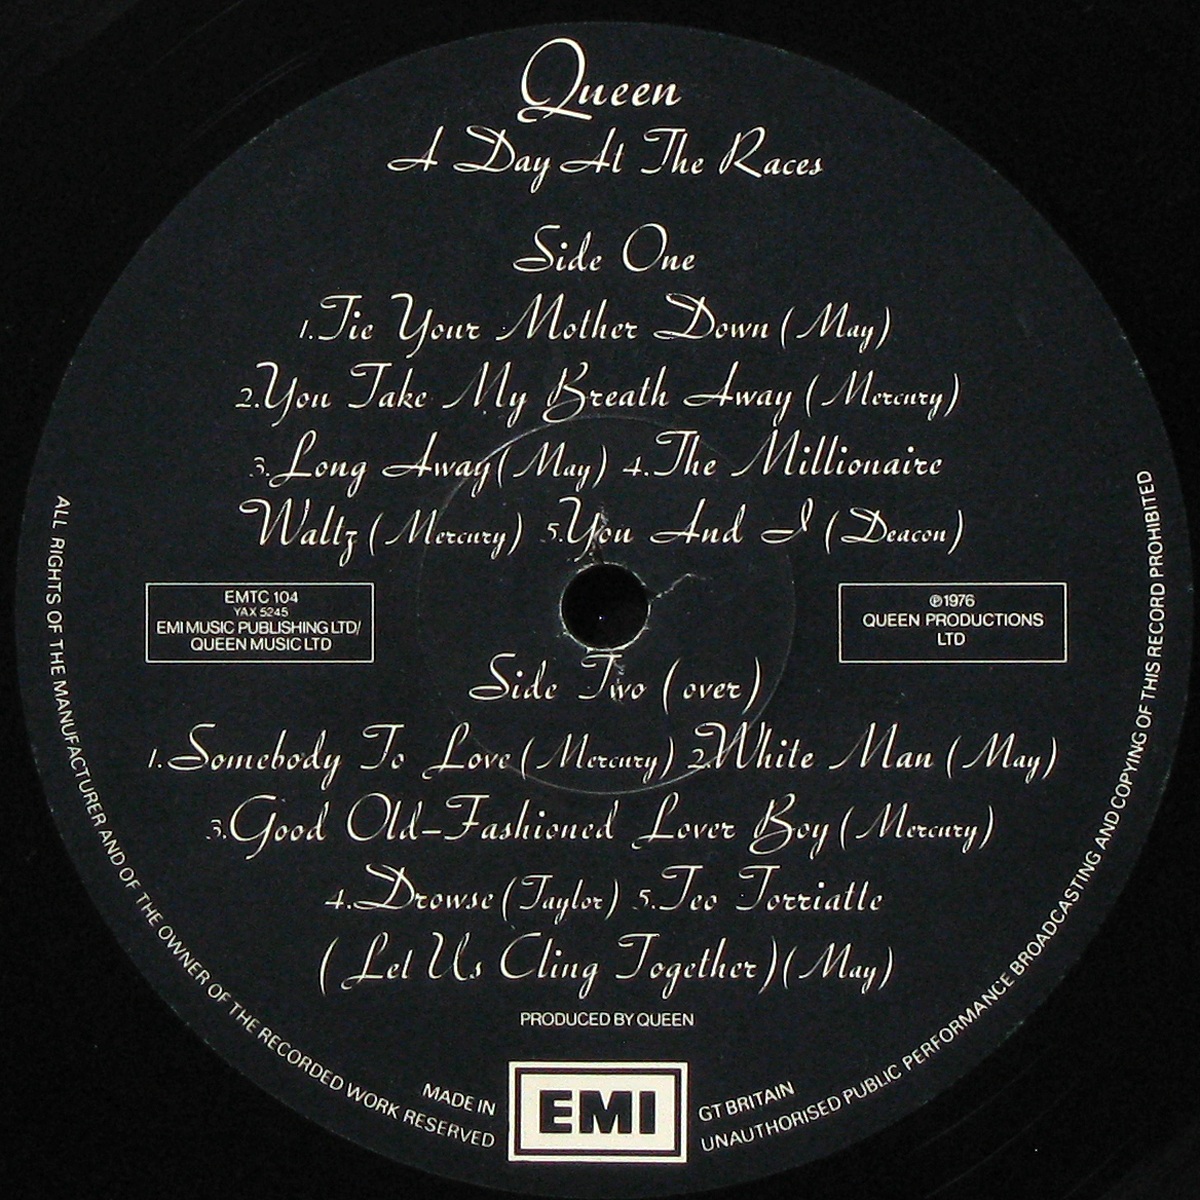 Queen
A Day At The Races
Side One
1. Tie Your Mother Down (May)
2. You Take My Breath Away (Mercury)
3. Long Away (May) 4. The Millionaire
Waltz (Mercury) 5. You And I (Deacon)
EMTC 104
YAX 5245
EMI MUSIC PUBLISHING LTD/
QUEEN MUSIC LTD
℗1976
QUEEN PRODUCTIONS
LTD
Side Two (over)
1. Somebody To Love (Mercury) 2. White Man (May)
3. Good Old-Fashioned Lover Boy (Mercury)
4. Drowse (Taylor) 5. Teo Torriatte
(Let Us Cling Together) (May)
PRODUCED BY QUEEN
MADE IN
EMI
GT BRITAIN
ALL RIGHTS OF THE MANUFACTURER AND OF THE OWNER OF THE RECORDED WORK RESERVED
UNAUTHORISED PUBLIC PERFORMANCE BROADCASTING AND COPYING OF THIS RECORD PROHIBITED